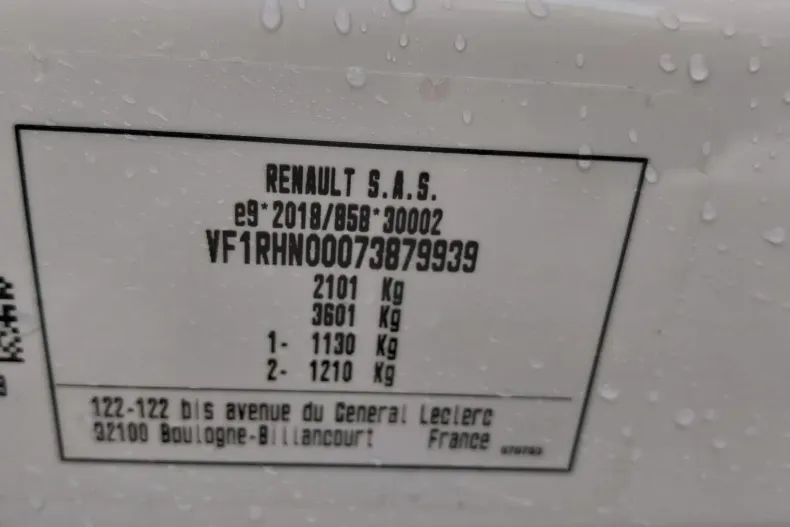 RENAULT S.A.S.
e9*2018/858*30002
VF1RHN00073879939
2101 Kg
3601 Kg
1- 1130 Kg
2- 1210 Kg
122-122 bis avenue du General Leclerc
92100 Boulogne-Billancourt France